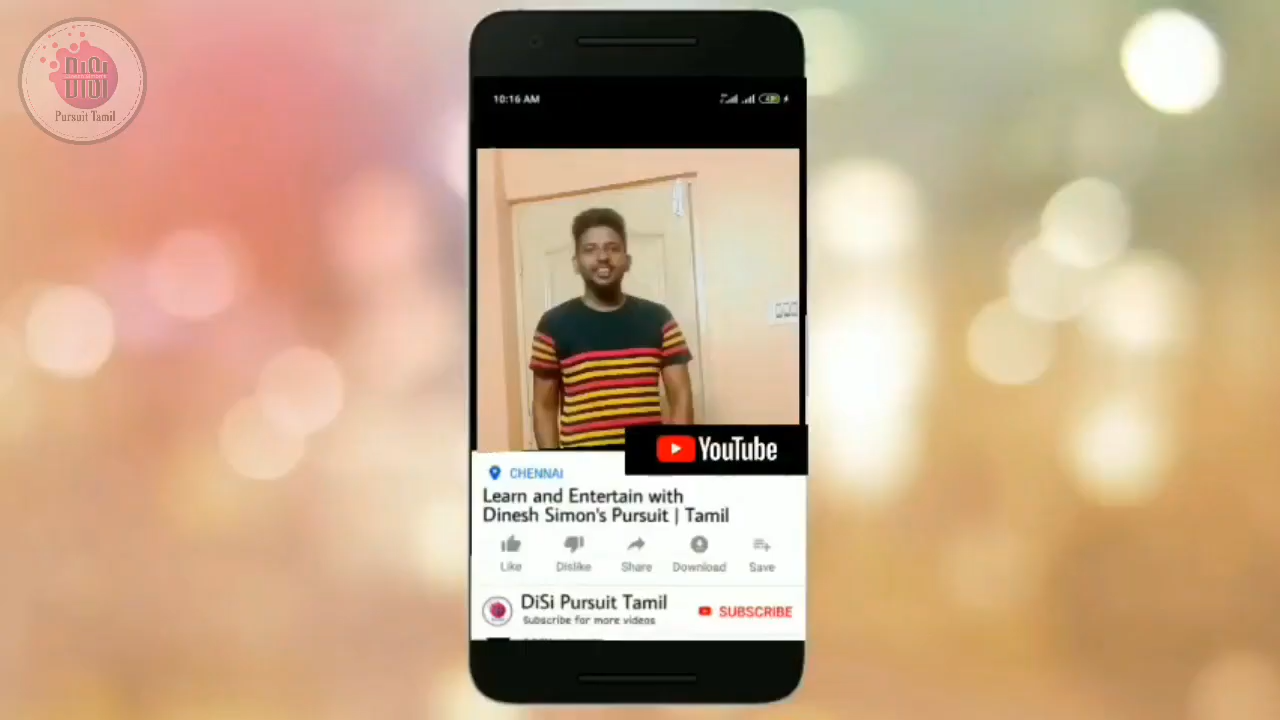 DiSi
Pursuit Tamil
10:16 AM
YouTube
CHENNAI
Learn and Entertain with
Dinesh Simon's Pursuit | Tamil
Like Dislike Share Download Save
DiSi Pursuit Tamil
Subscribe for more videos
SUBSCRIBE